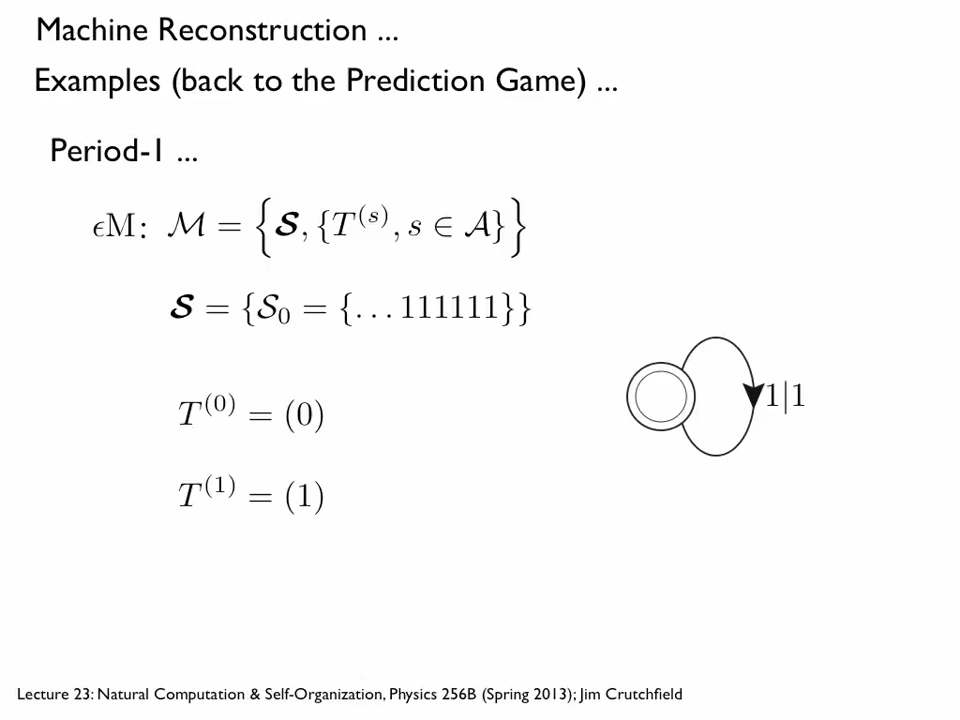 Machine Reconstruction ...
Examples (back to the Prediction Game) ...
Period-1 ...
ϵM: ℳ = {𝓢, {T⁽ˢ⁾, s ∈ 𝒜}}
𝓢 = {𝒮₀ = {. . . 111111}}
T⁽⁰⁾ = (0)
1|1
T⁽¹⁾ = (1)
Lecture 23: Natural Computation & Self-Organization, Physics 256B (Spring 2013); Jim Crutchfield